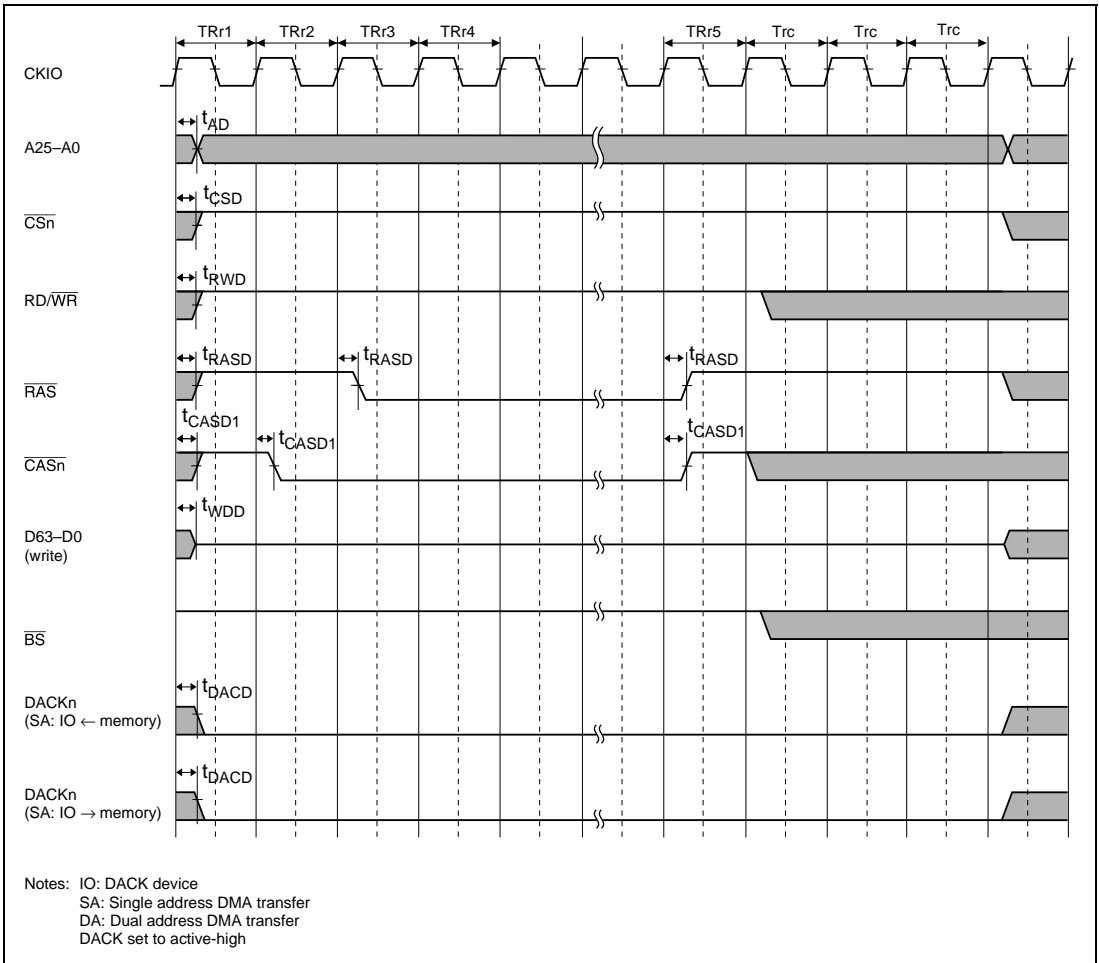 TRr1 TRr2 TRr3 TRr4 TRr5 Trc Trc Trc
CKIO
tAD
A25–A0
tCSD
CSn
tRWD
RD/WR
tRASD tRASD tRASD
RAS
tCASD1 tCASD1 tCASD1
CASn
tWDD
D63–D0
(write)
BS
tDACD
DACKn
(SA: IO ← memory)
tDACD
DACKn
(SA: IO → memory)
Notes: IO: DACK device
SA: Single address DMA transfer
DA: Dual address DMA transfer
DACK set to active-high